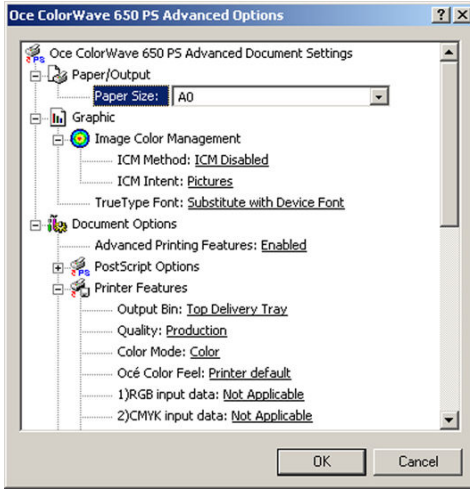 Oce ColorWave 650 PS Advanced Options
Oce ColorWave 650 PS Advanced Document Settings
Paper/Output
Paper Size: A0
Graphic
Image Color Management
ICM Method: ICM Disabled
ICM Intent: Pictures
TrueType Font: Substitute with Device Font
Document Options
Advanced Printing Features: Enabled
PostScript Options
Printer Features
Output Bin: Top Delivery Tray
Quality: Production
Color Mode: Color
Océ Color Feel: Printer default
1)RGB input data: Not Applicable
2)CMYK input data: Not Applicable
OK Cancel